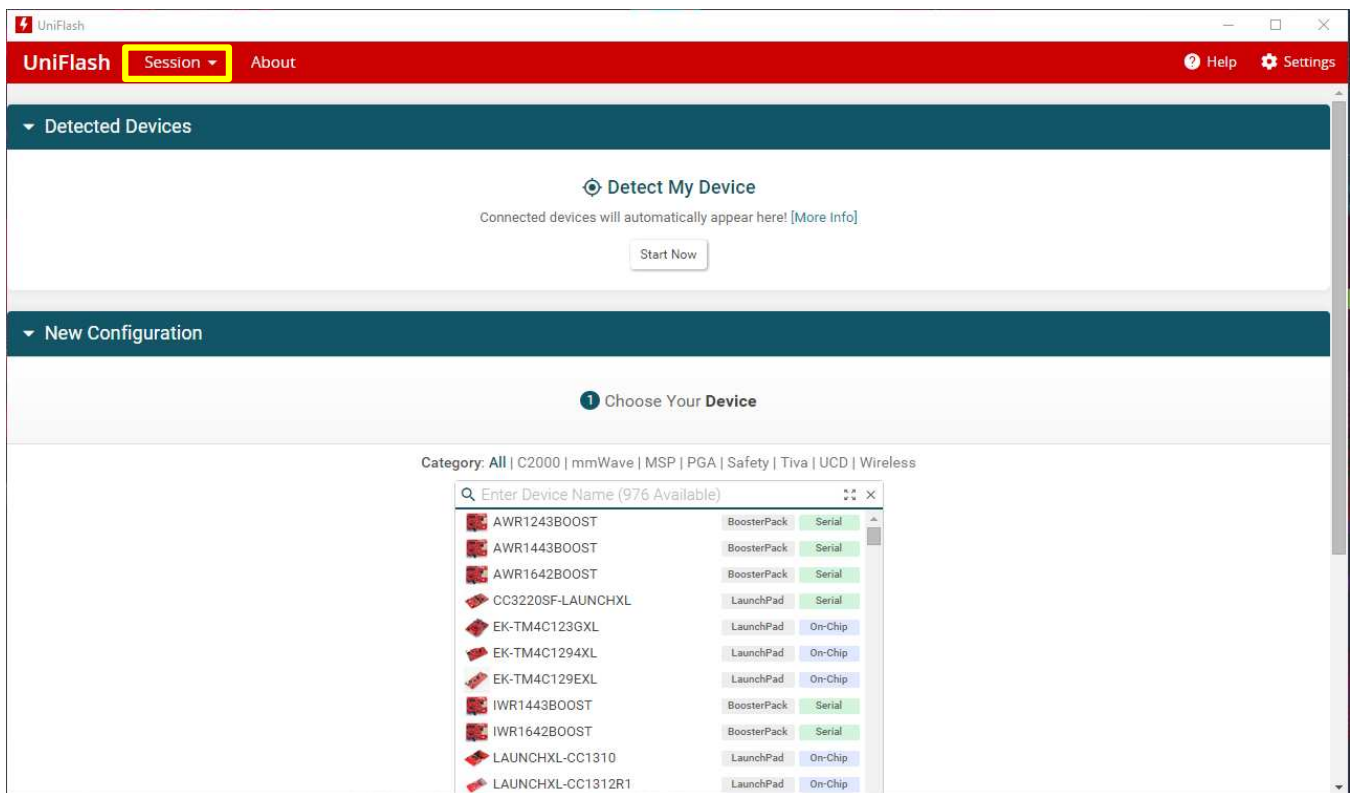 UniFlash
UniFlash Session About Help Settings
Detected Devices
Detect My Device
Connected devices will automatically appear here! [More Info]
Start Now
New Configuration
1 Choose Your Device
Category: All | C2000 | mmWave | MSP | PGA | Safety | Tiva | UCD | Wireless
Enter Device Name (976 Available)
AWR1243BOOST BoosterPack Serial
AWR1443BOOST BoosterPack Serial
AWR1642BOOST BoosterPack Serial
CC3220SF-LAUNCHXL LaunchPad Serial
EK-TM4C123GXL LaunchPad On-Chip
EK-TM4C1294XL LaunchPad On-Chip
EK-TM4C129EXL LaunchPad On-Chip
IWR1443BOOST BoosterPack Serial
IWR1642BOOST BoosterPack Serial
LAUNCHXL-CC1310 LaunchPad On-Chip
LAUNCHXL-CC1312R1 LaunchPad On-Chip